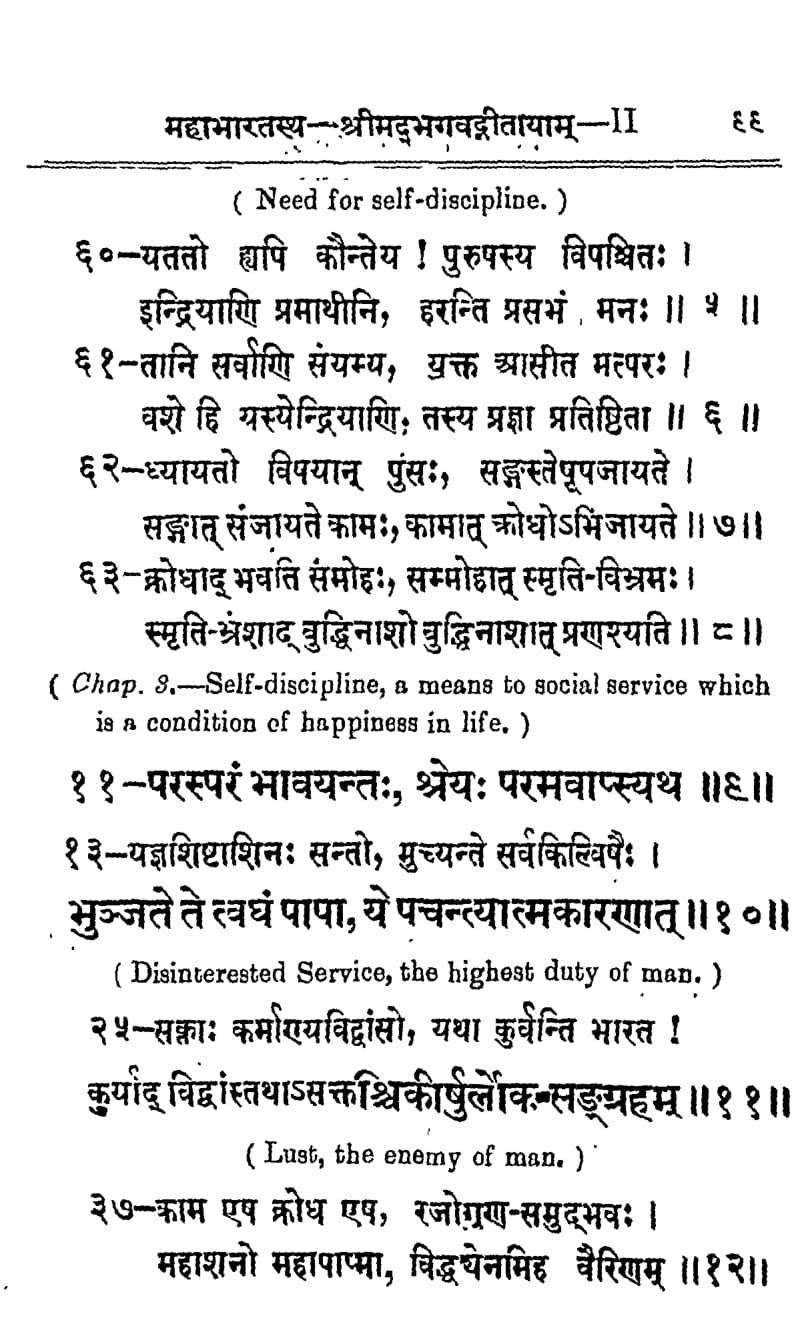 महाभारतस्य—श्रीमद्भगवद्गीतायाम्—II ६६
( Need for self-discipline. )
६०—यततो ह्यपि कौन्तेय ! पुरुषस्य विपश्चितः ।
इन्द्रियाणि प्रमाथीनि, हरन्ति प्रसभं मनः ॥ ५ ॥
६१—तानि सर्वाणि संयम्य, युक्त आसीत मत्परः ।
वशे हि यस्येन्द्रियाणि, तस्य प्रज्ञा प्रतिष्ठिता ॥ ६ ॥
६२—ध्यायतो विषयान् पुंसः, सङ्गस्तेषूपजायते ।
सङ्गात् संजायते कामः, कामात् क्रोधोऽभिजायते ॥ ७॥
६३—क्रोधाद् भवति संमोहः, सम्मोहात् स्मृति-विभ्रमः ।
स्मृति-भ्रंशाद् बुद्धिनाशो बुद्धिनाशात् प्रणश्यति ॥ ८ ॥
( Chap. 3.—Self-discipline, a means to social service which
is a condition of happiness in life. )
११—परस्परं भावयन्तः, श्रेयः परमवाप्स्यथ ॥९॥
१३—यज्ञशिष्टाशिनः सन्तो, मुच्यन्ते सर्वकिल्विषैः ।
भुञ्जते ते त्वघं पापा, ये पचन्त्यात्मकारणात् ॥१०॥
( Disinterested Service, the highest duty of man. )
२५—सक्ताः कर्मण्यविद्वांसो, यथा कुर्वन्ति भारत !
कुर्याद् विद्वांस्तथाऽसक्तश्चिकीर्षुर्लोक-सङ्ग्रहम् ॥११॥
( Lust, the enemy of man. )
३७—काम एष क्रोध एष, रजोगुण-समुद्भवः ।
महाशनो महापाप्मा, विद्ध्येनमिह वैरिणम् ॥१२॥